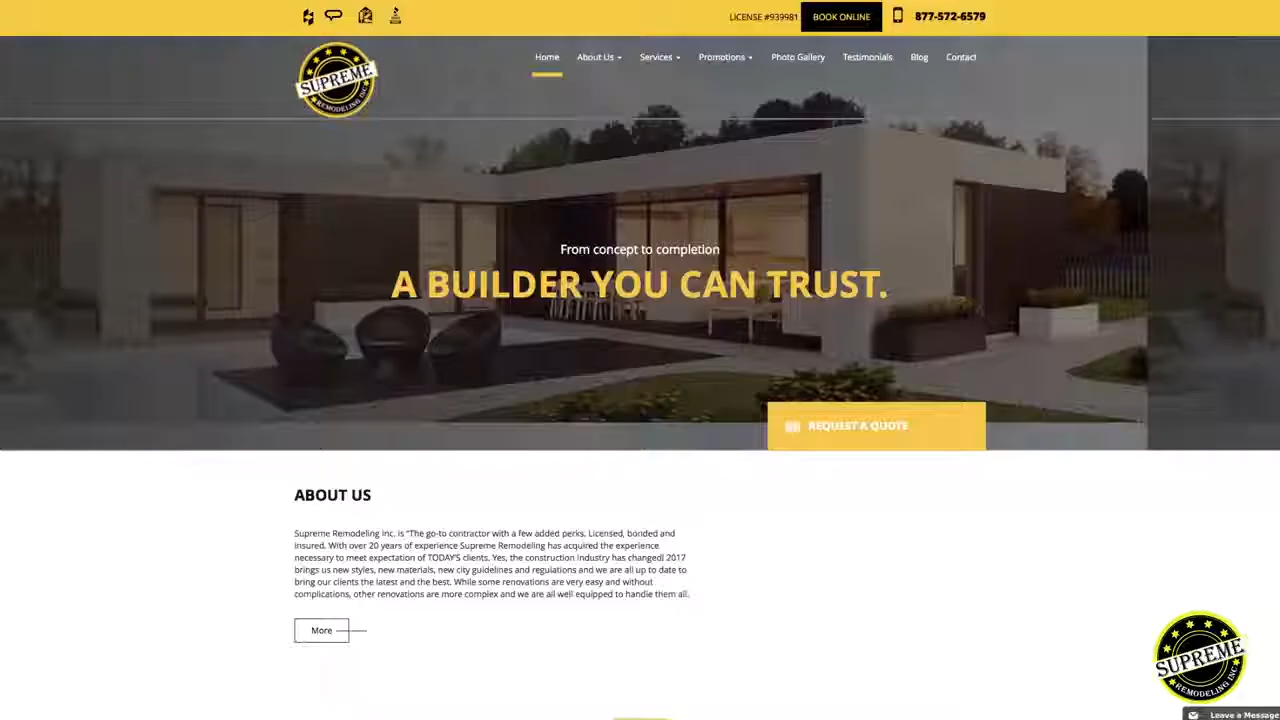 LICENSE #939981
BOOK ONLINE
877-572-6579
SUPREME
REMODELING INC.
Home
About Us
Services
Promotions
Photo Gallery
Testimonials
Blog
Contact
From concept to completion
A BUILDER YOU CAN TRUST.
REQUEST A QUOTE
ABOUT US
Supreme Remodeling Inc. is "The go-to contractor with a few added perks. Licensed, bonded and
insured. With over 20 years of experience Supreme Remodeling has acquired the experience
necessary to meet expectation of TODAY'S clients. Yes, the construction industry has changed! 2017
brings us new styles, new materials, new city guidelines and regulations and we are all up to date to
bring our clients the latest and the best. While some renovations are very easy and without
complications, other renovations are more complex and we are all well equipped to handle them all.
More
SUPREME
REMODELING INC.
Leave a Message